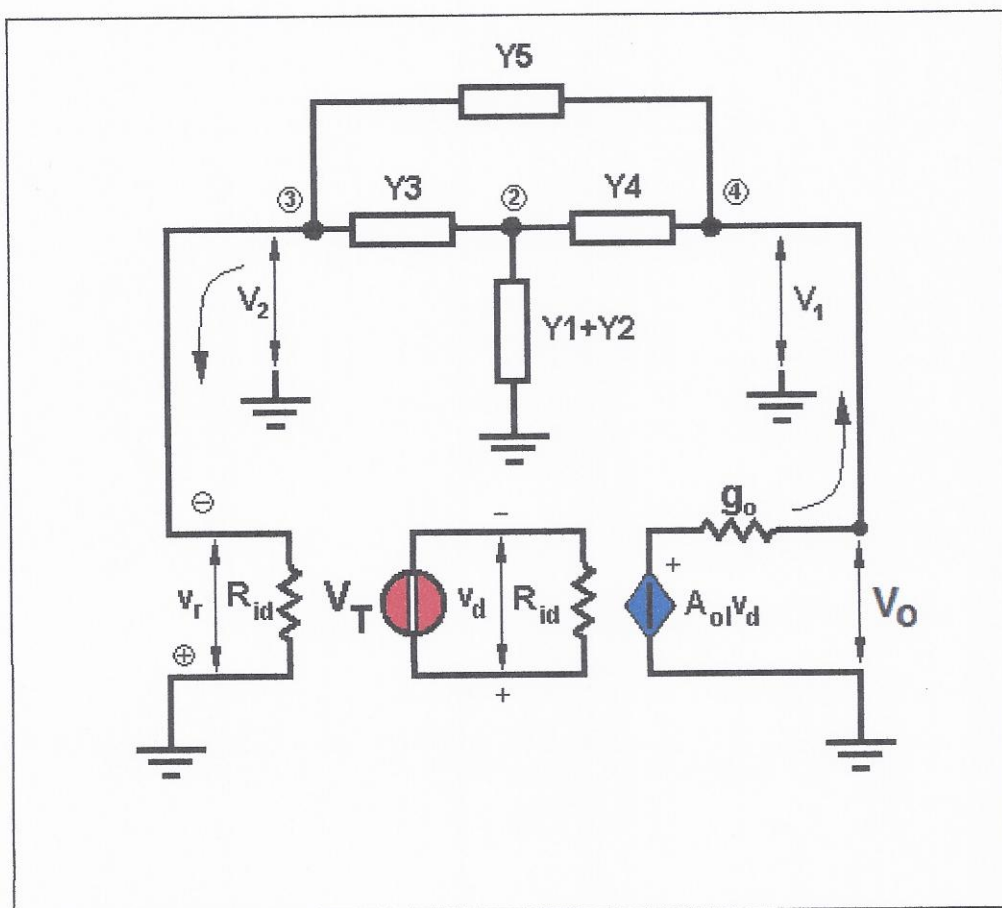 Y5
③ Y3 ② Y4 ④
V2 Y1+Y2 V1
⊖ − go
vr Rid VT vd Rid + Aolvd VO
⊕ +